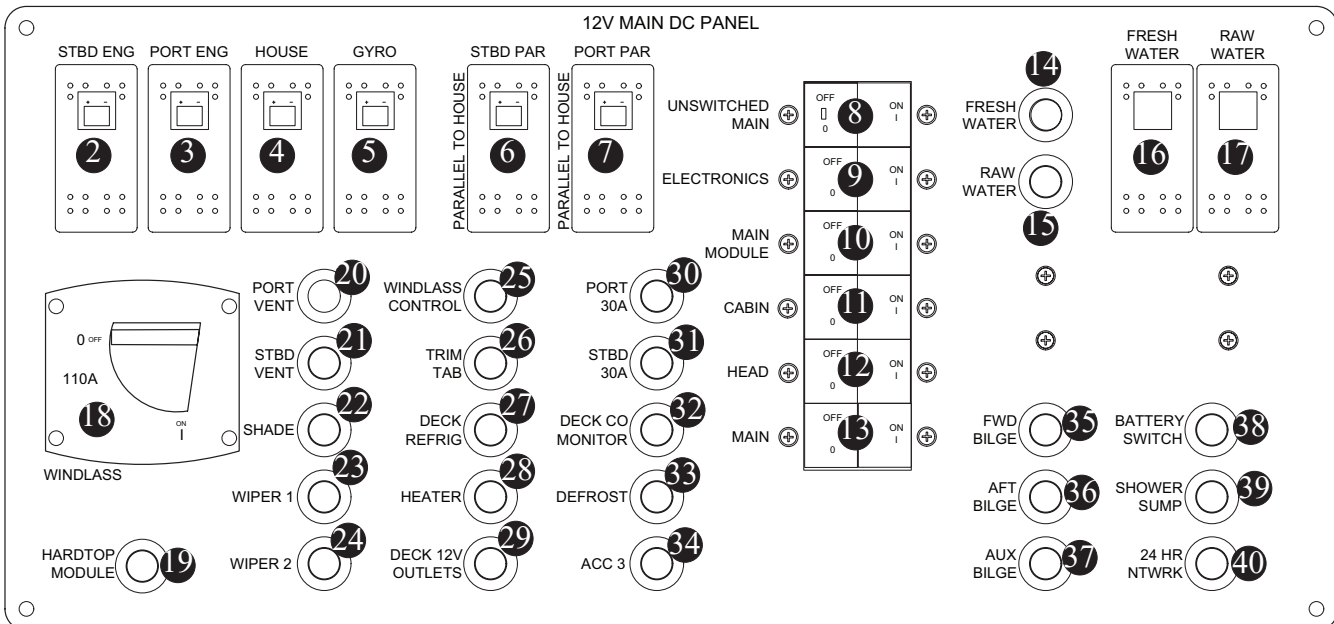 12V MAIN DC PANEL
STBD ENG
PORT ENG
HOUSE
GYRO
STBD PAR
PORT PAR
PARALLEL TO HOUSE
PARALLEL TO HOUSE
+ -
+ -
+ -
+ -
+ -
+ -
2
3
4
5
6
7
UNSWITCHED
MAIN
OFF
0
8
ON
I
ELECTRONICS
OFF
0
9
ON
I
MAIN
MODULE
OFF
0
10
ON
I
CABIN
OFF
0
11
ON
I
HEAD
OFF
0
12
ON
I
MAIN
OFF
0
13
ON
I
14
FRESH
WATER
RAW
WATER
15
FRESH
WATER
16
RAW
WATER
17
0 OFF
110A
18
ON
I
WINDLASS
HARDTOP
MODULE
19
PORT
VENT
20
STBD
VENT
21
SHADE
22
WIPER 1
23
WIPER 2
24
WINDLASS
CONTROL
25
TRIM
TAB
26
DECK
REFRIG
27
HEATER
28
DECK 12V
OUTLETS
29
PORT
30A
30
STBD
30A
31
DECK CO
MONITOR
32
DEFROST
33
ACC 3
34
FWD
BILGE
35
AFT
BILGE
36
AUX
BILGE
37
BATTERY
SWITCH
38
SHOWER
SUMP
39
24 HR
NTWRK
40